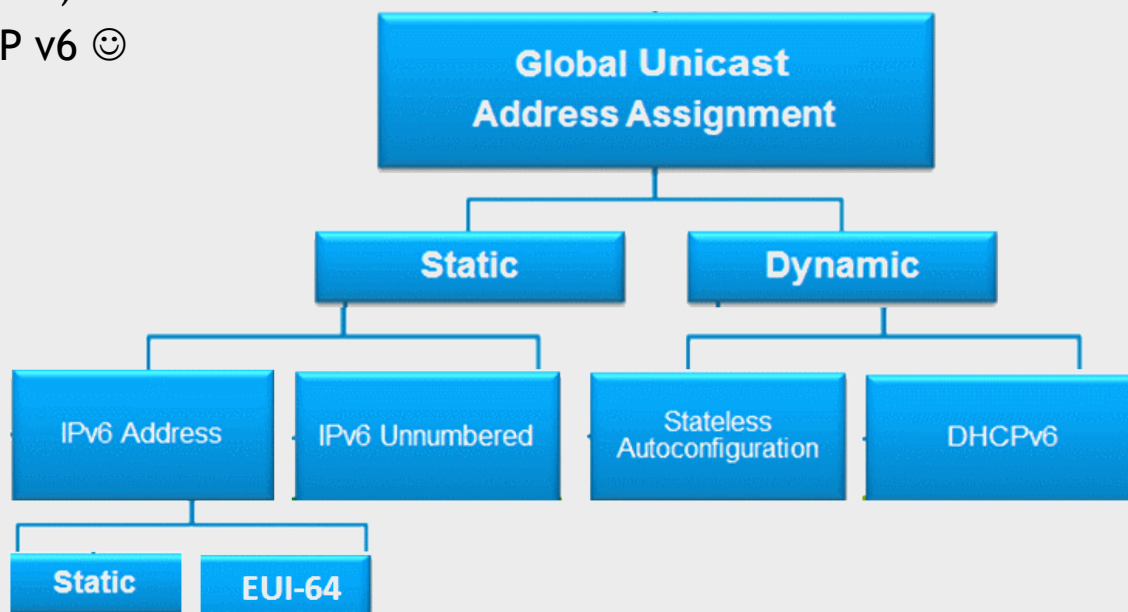 P v6 ☺
Global Unicast
Address Assignment
Static
Dynamic
IPv6 Address
IPv6 Unnumbered
Stateless
Autoconfiguration
DHCPv6
Static
EUI-64